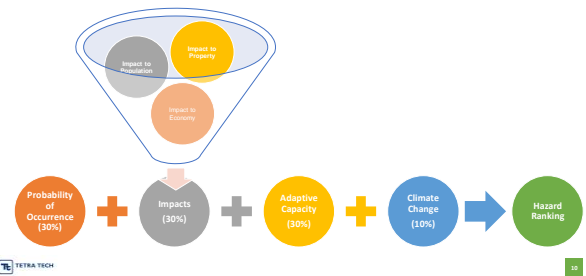 Impact to
Population
Impact to
Property
Impact to
Economy
Probability
of
Occurrence
(30%)
Impacts
(30%)
Adaptive
Capacity
(30%)
Climate
Change
(10%)
Hazard
Ranking
TETRA TECH
10